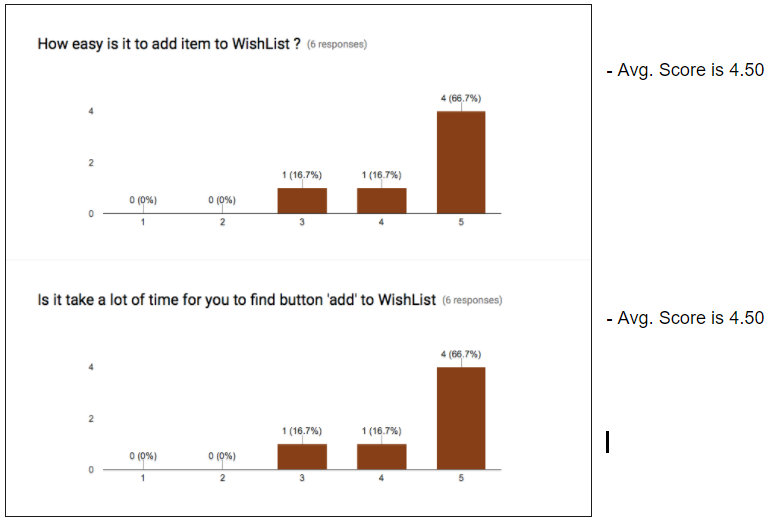 How easy is it to add item to WishList ? (6 responses)
- Avg. Score is 4.50
4 (66.7%)
4
2
1 (16.7%) 1 (16.7%)
0 (0%) 0 (0%)
0
1 2 3 4 5
Is it take a lot of time for you to find button 'add' to WishList (6 responses)
- Avg. Score is 4.50
4 (66.7%)
4
2
1 (16.7%) 1 (16.7%)
0 (0%) 0 (0%)
0
1 2 3 4 5